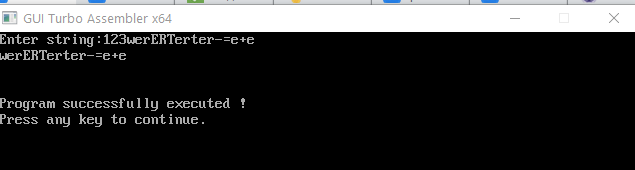 GUI Turbo Assembler x64
Enter string:123werERTerter-=e+e
werERTerter-=e+e
Program successfully executed !
Press any key to continue.